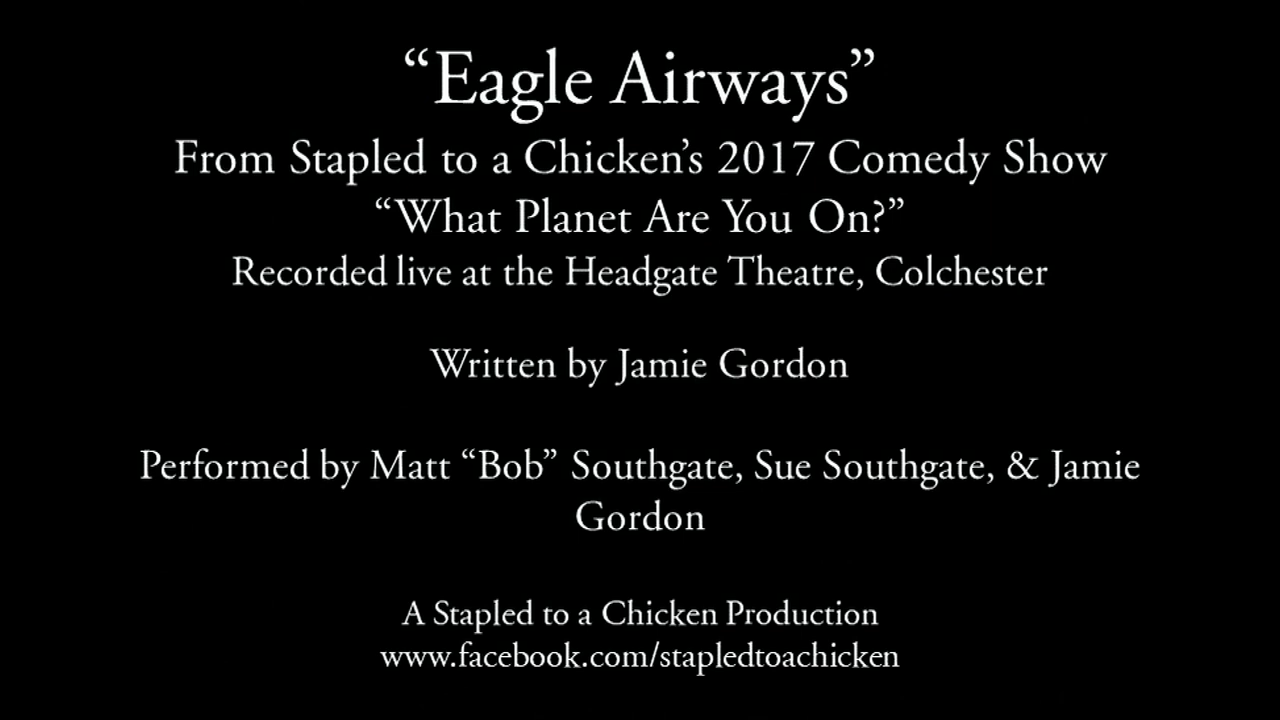 “Eagle Airways”
From Stapled to a Chicken’s 2017 Comedy Show
“What Planet Are You On?”
Recorded live at the Headgate Theatre, Colchester
Written by Jamie Gordon
Performed by Matt “Bob” Southgate, Sue Southgate, & Jamie
Gordon
A Stapled to a Chicken Production
www.facebook.com/stapledtoachicken